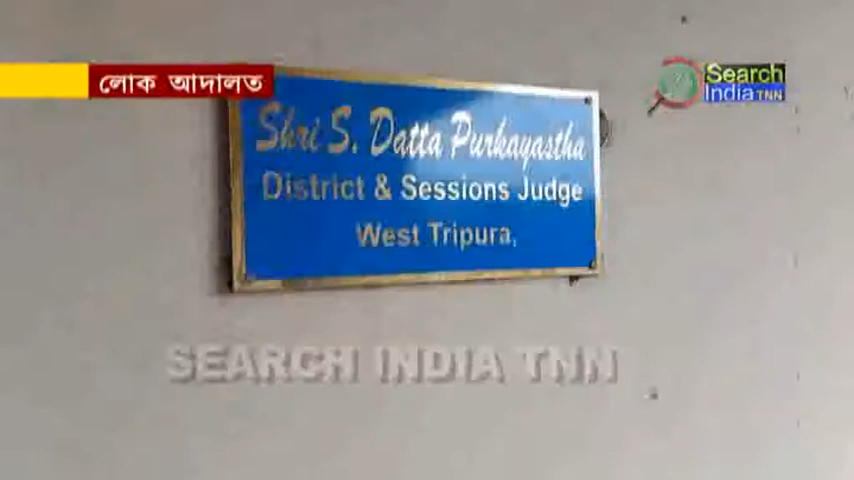 লোক আদালত
Search
India TNN
Shri S. Datta Purkayastha
District & Sessions Judge
West Tripura.
SEARCH INDIA TNN